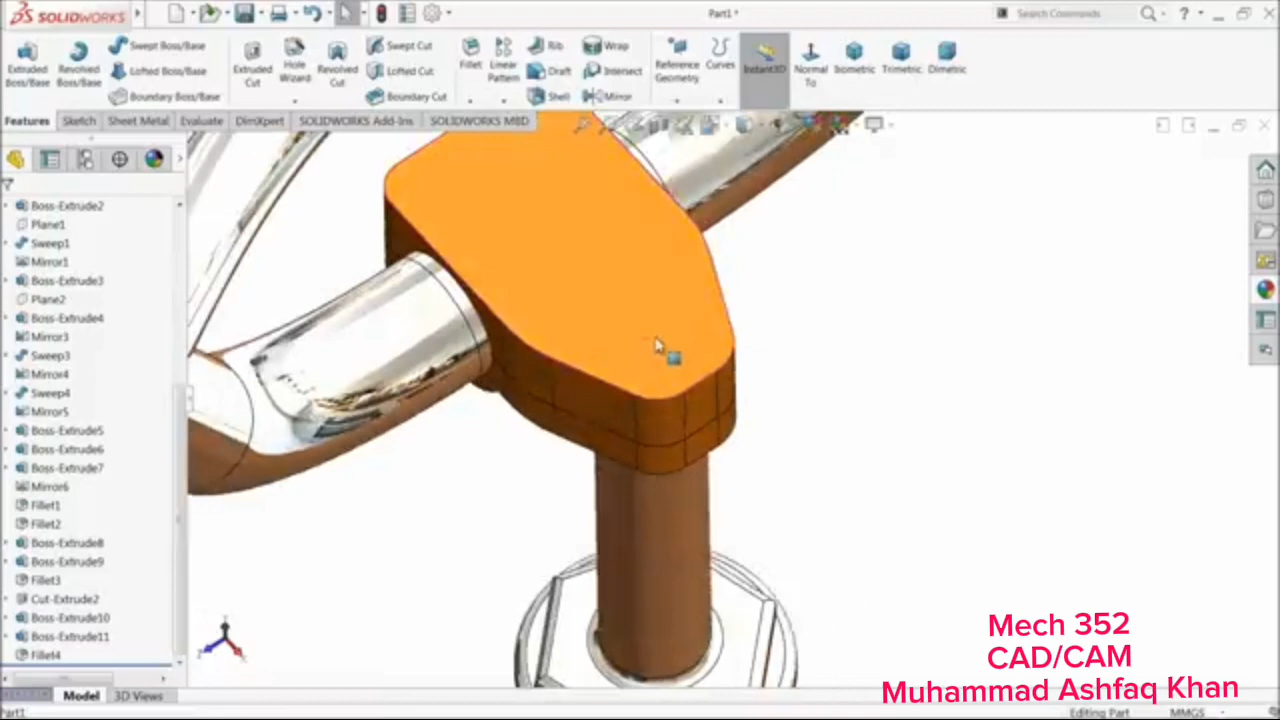 SOLIDWORKS
Part1 *
Search Commands
Extruded Boss/Base
Revolved Boss/Base
Swept Boss/Base
Lofted Boss/Base
Boundary Boss/Base
Extruded Cut
Hole Wizard
Revolved Cut
Swept Cut
Lofted Cut
Boundary Cut
Fillet
Linear Pattern
Rib
Draft
Shell
Wrap
Intersect
Mirror
Reference Geometry
Curves
Instant3D
Normal To
Isometric
Trimetric
Dimetric
Features
Sketch
Sheet Metal
Evaluate
DimXpert
SOLIDWORKS Add-Ins
SOLIDWORKS MBD
Boss-Extrude2
Plane1
Sweep1
Mirror1
Boss-Extrude3
Plane2
Boss-Extrude4
Mirror3
Sweep3
Mirror4
Sweep4
Mirror5
Boss-Extrude5
Boss-Extrude6
Boss-Extrude7
Mirror6
Fillet1
Fillet2
Boss-Extrude8
Boss-Extrude9
Fillet3
Cut-Extrude2
Boss-Extrude10
Boss-Extrude11
Fillet4
Mech 352
CAD/CAM
Muhammad Ashfaq Khan
Model
3D Views
Part1
Editing Part
MMGS